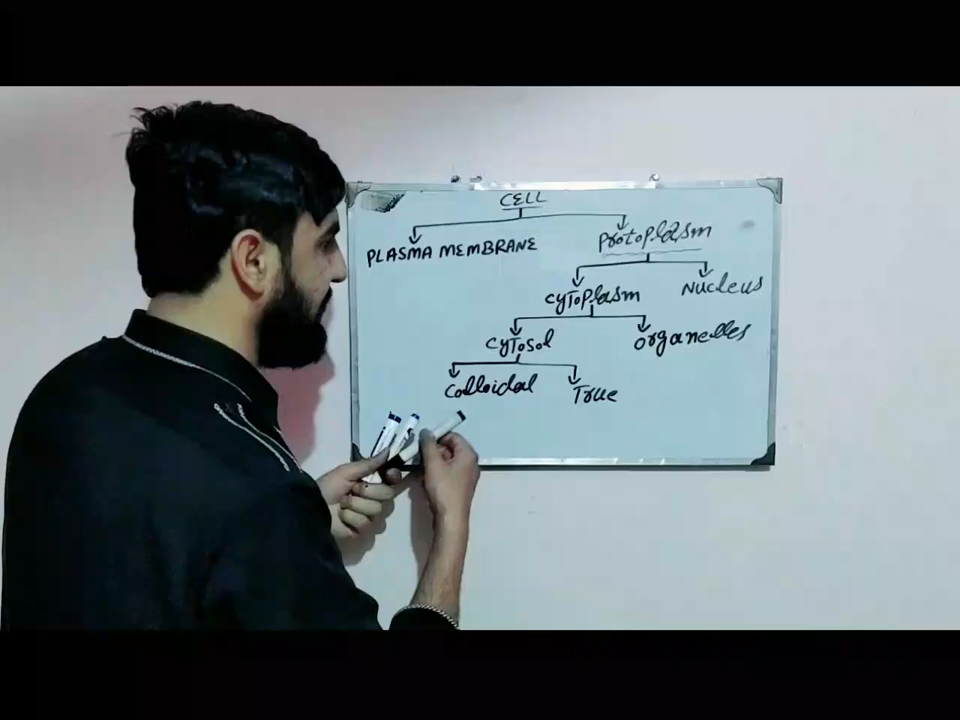 CELL
PLASMA MEMBRANE
Protoplasm
cytoplasm
Nucleus
cytosol
organelles
Colloidal
True